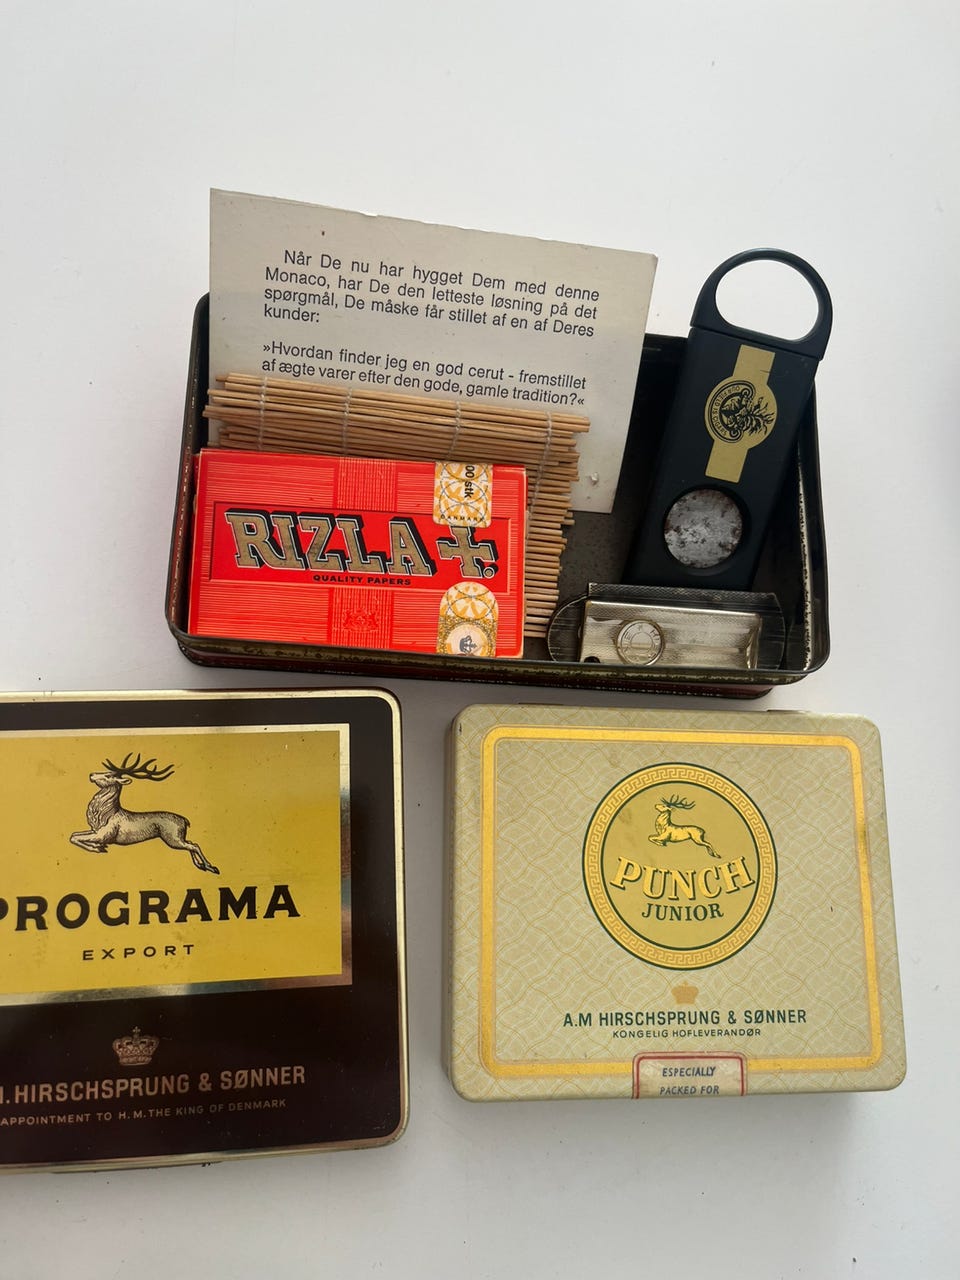 Når De nu har hygget Dem med denne
Monaco, har De den letteste løsning på det
spørgmål, De måske får stillet af en af Deres
kunder:
»Hvordan finder jeg en god cerut - fremstillet
af ægte varer efter den gode, gamle tradition?«
00 stk
DANMARK
RIZLA +.
QUALITY PAPERS
PROGRAMA
EXPORT
. HIRSCHSPRUNG & SØNNER
APPOINTMENT TO H. M. THE KING OF DENMARK
PUNCH
JUNIOR
A.M HIRSCHSPRUNG & SØNNER
KONGELIG HOFLEVERANDØR
ESPECIALLY
PACKED FOR